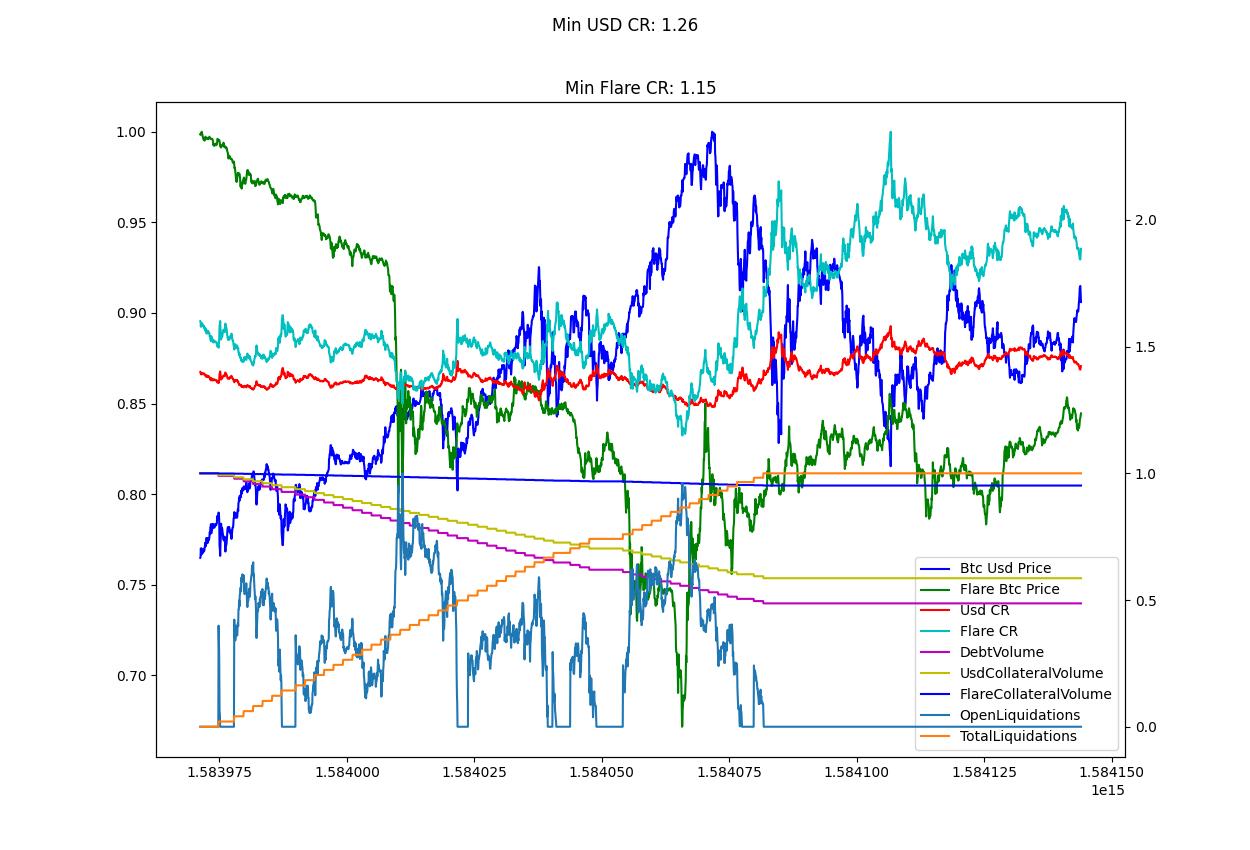 Min USD CR: 1.26
Min Flare CR: 1.15
1.00
0.95
0.90
0.85
0.80
0.75
0.70
2.0
1.5
1.0
0.5
0.0
Btc Usd Price
Flare Btc Price
Usd CR
Flare CR
DebtVolume
UsdCollateralVolume
FlareCollateralVolume
OpenLiquidations
TotalLiquidations
1.583975 1.584000 1.584025 1.584050 1.584075 1.584100 1.584125 1.584150
1e15